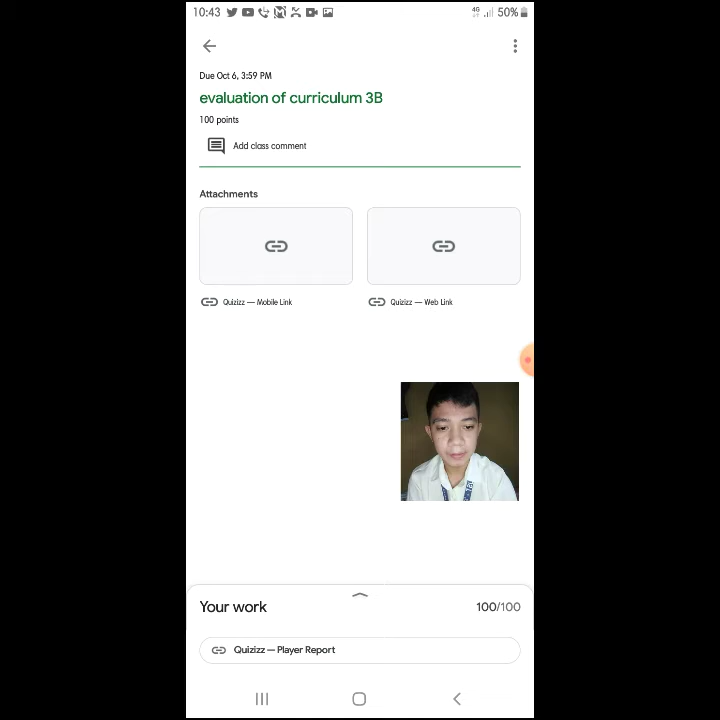 10:43
4G 50%
Due Oct 6, 3:59 PM
evaluation of curriculum 3B
100 points
Add class comment
Attachments
Quizizz — Mobile Link
Quizizz — Web Link
Your work
100/100
Quizizz — Player Report